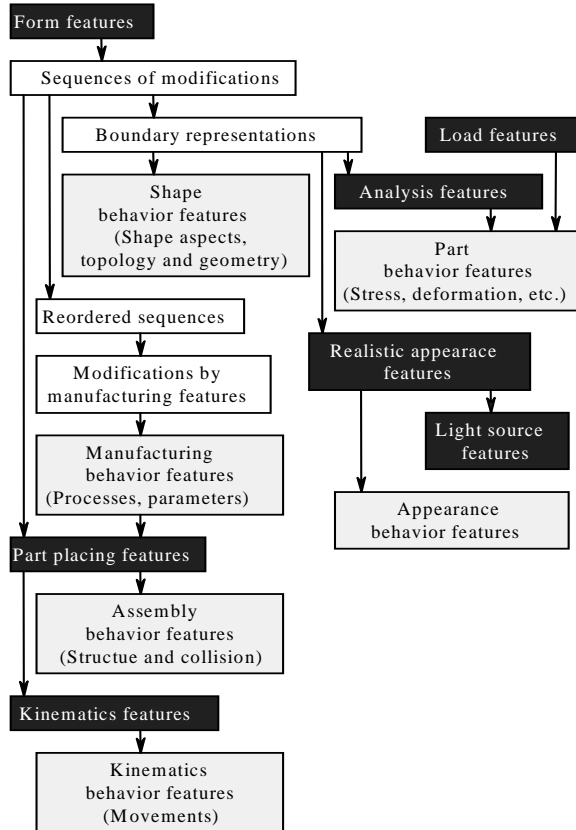 Form features
Sequences of modifications
Boundary representations
Load features
Shape
behavior features
(Shape aspects,
topology and geometry)
Analysis features
Part
behavior features
(Stress, deformation, etc.)
Reordered sequences
Realistic appearace
features
Modifications by
manufacturing features
Light source
features
Manufacturing
behavior features
(Processes, parameters)
Appearance
behavior features
Part placing features
Assembly
behavior features
(Structue and collision)
Kinematics features
Kinematics
behavior features
(Movements)